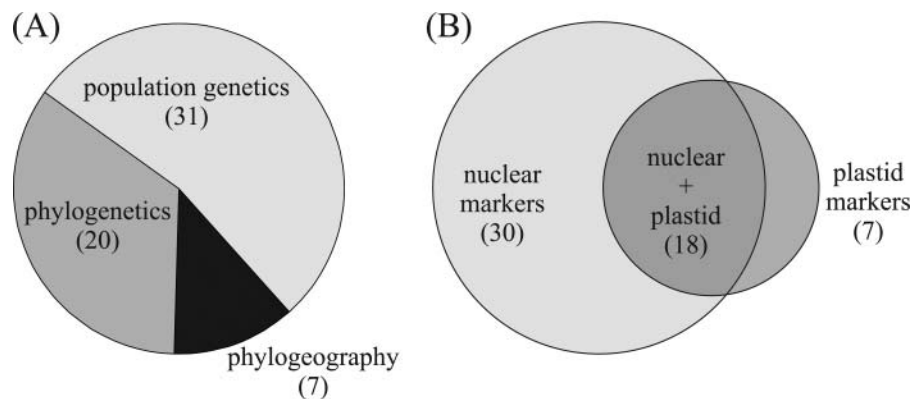 (A)
population genetics
(31)
phylogenetics
(20)
phylogeography
(7)
(B)
nuclear
markers
(30)
nuclear
+
plastid
(18)
plastid
markers
(7)